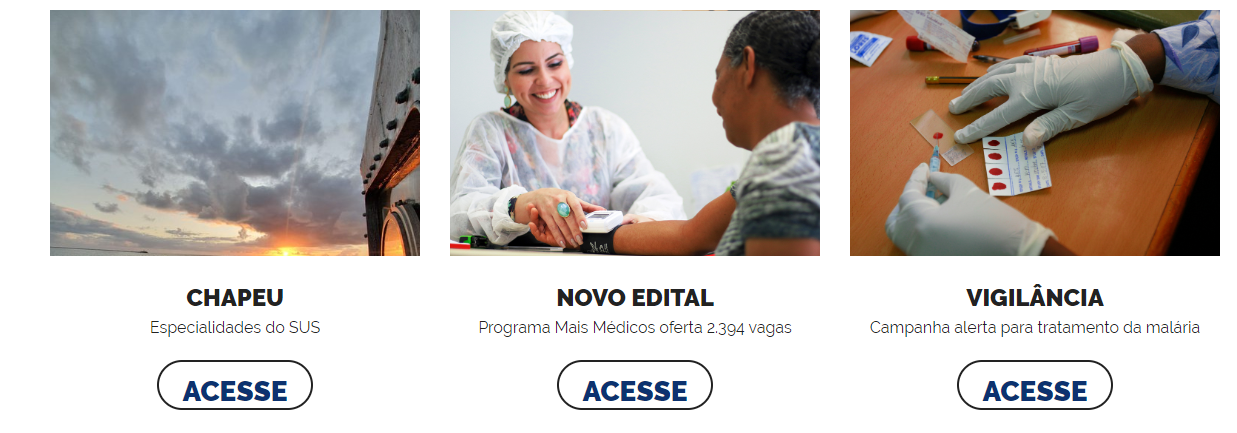 CHAPEU
Especialidades do SUS
ACESSE
NOVO EDITAL
Programa Mais Médicos oferta 2.394 vagas
ACESSE
VIGILÂNCIA
Campanha alerta para tratamento da malária
ACESSE